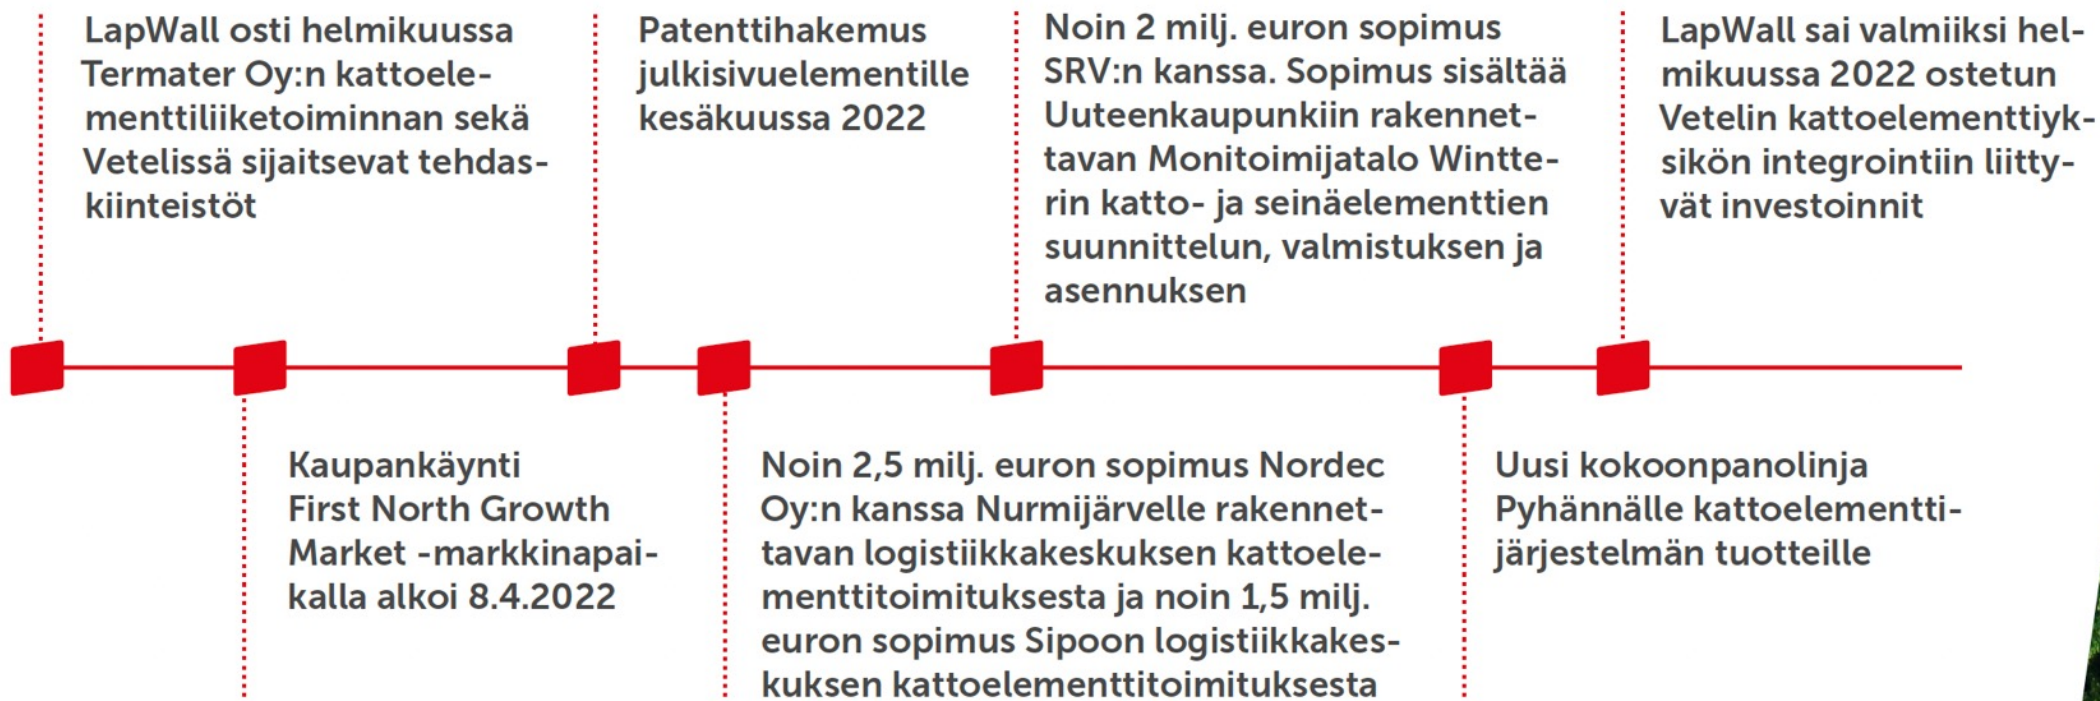 LapWall osti helmikuussa
Termater Oy:n kattoele-
menttiliiketoiminnan sekä
Vetelissä sijaitsevat tehdas-
kiinteistöt
Kaupankäynti
First North Growth
Market -markkinapai-
kalla alkoi 8.4.2022
Patenttihakemus
julkisivuelementille
kesäkuussa 2022
Noin 2,5 milj. euron sopimus Nordec
Oy:n kanssa Nurmijärvelle rakennet-
tavan logistiikkakeskuksen kattoele-
menttitoimituksesta ja noin 1,5 milj.
euron sopimus Sipoon logistiikkakes-
kuksen kattoelementtitoimituksesta
Noin 2 milj. euron sopimus
SRV:n kanssa. Sopimus sisältää
Uuteenkaupunkiin rakennet-
tavan Monitoimijatalo Wintte-
rin katto- ja seinäelementtien
suunnittelun, valmistuksen ja
asennuksen
Uusi kokoonpanolinja
Pyhännälle kattoelementti-
järjestelmän tuotteille
LapWall sai valmiiksi hel-
mikuussa 2022 ostetun
Vetelin kattoelementtiyk-
sikön integrointiin liitty-
vät investoinnit